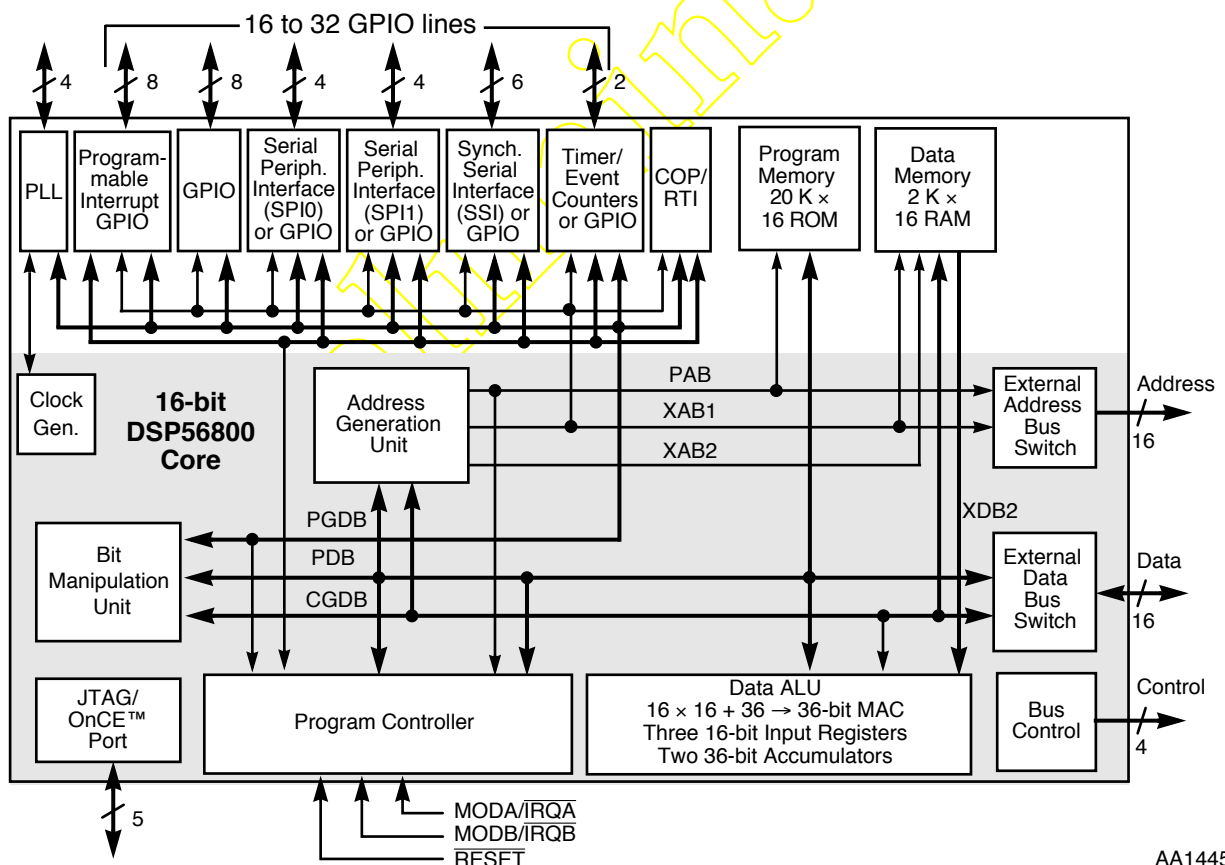 16 to 32 GPIO lines
4
8
8
4
4
6
2
PLL
Program-
mable
Interrupt
GPIO
GPIO
Serial
Periph.
Interface
(SPI0)
or GPIO
Serial
Periph.
Interface
(SPI1)
or GPIO
Synch.
Serial
Interface
(SSI) or
GPIO
Timer/
Event
Counters
or GPIO
COP/
RTI
Program
Memory
20 K ×
16 ROM
Data
Memory
2 K ×
16 RAM
Clock
Gen.
16-bit
DSP56800
Core
Address
Generation
Unit
PAB
XAB1
XAB2
External
Address
Bus
Switch
Address
16
Bit
Manipulation
Unit
PGDB
PDB
CGDB
XDB2
External
Data
Bus
Switch
Data
16
JTAG/
OnCE™
Port
5
Program Controller
Data ALU
16 × 16 + 36 → 36-bit MAC
Three 16-bit Input Registers
Two 36-bit Accumulators
Bus
Control
Control
4
MODA/IRQA
MODB/IRQB
RESET
AA1445